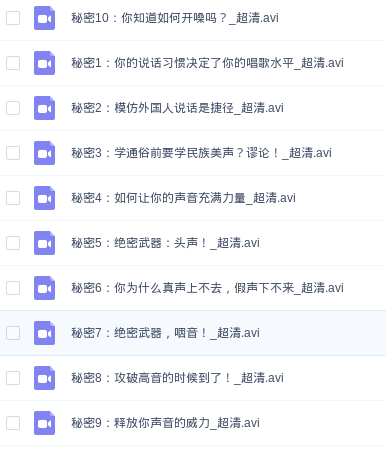 秘密10：你知道如何开嗓吗？_超清.avi
秘密1：你的说话习惯决定了你的唱歌水平_超清.avi
秘密2：模仿外国人说话是捷径_超清.avi
秘密3：学通俗前要学民族美声？谬论！_超清.avi
秘密4：如何让你的声音充满力量_超清.avi
秘密5：绝密武器：头声！_超清.avi
秘密6：你为什么真声上不去，假声下不来_超清.avi
秘密7：绝密武器，咽音！_超清.avi
秘密8：攻破高音的时候到了！_超清.avi
秘密9：释放你声音的威力_超清.avi